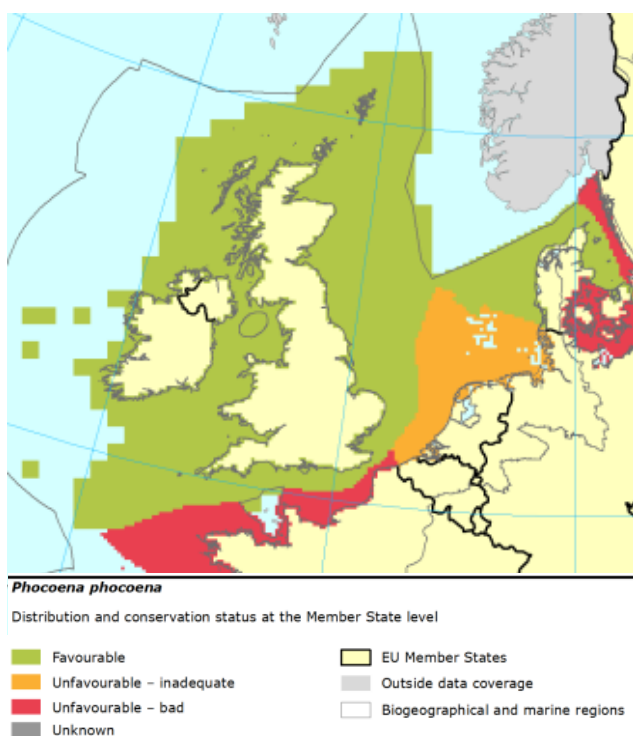 Phocoena phocoena
Distribution and conservation status at the Member State level
Favourable
Unfavourable – inadequate
Unfavourable – bad
Unknown
EU Member States
Outside data coverage
Biogeographical and marine regions